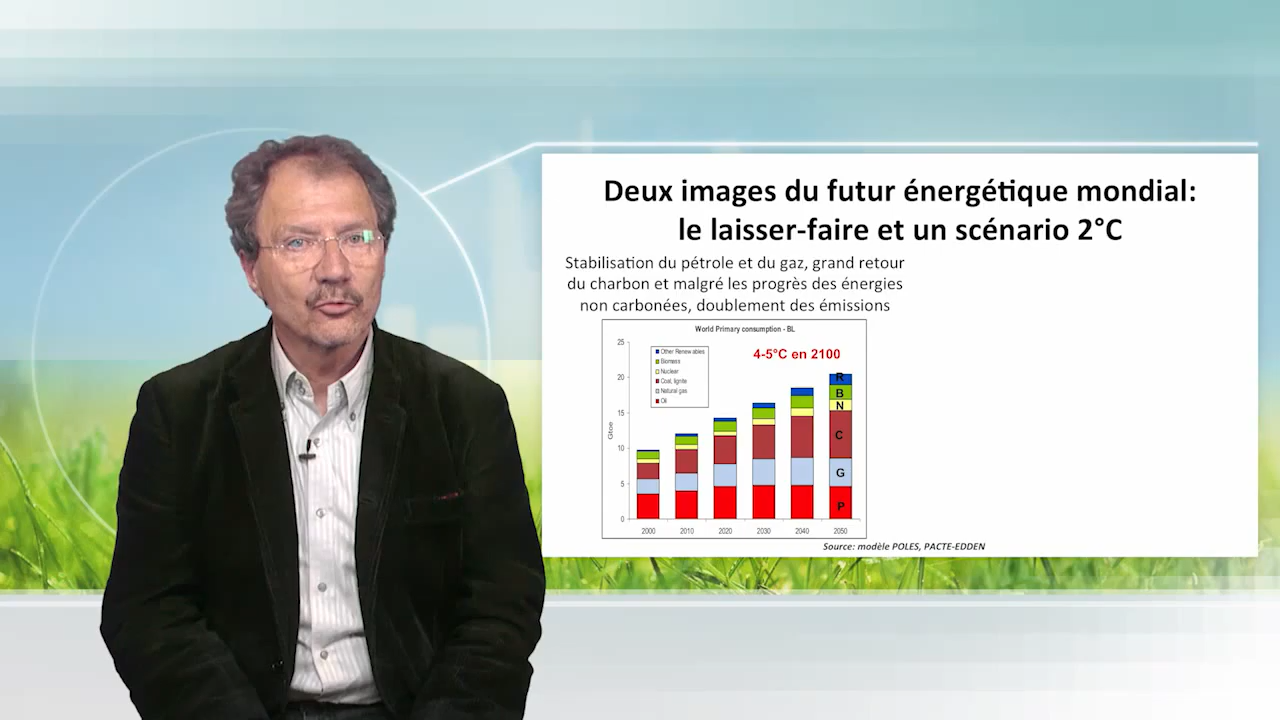 Deux images du futur énergétique mondial:
le laisser-faire et un scénario 2°C
Stabilisation du pétrole et du gaz, grand retour
du charbon et malgré les progrès des énergies
non carbonées, doublement des émissions
World Primary consumption - BL
4-5°C en 2100
Other Renewables
Biomass
Nuclear
Coal, lignite
Natural gas
Oil
Gtoe
25
20
15
10
5
0
R
B
N
C
G
P
2000 2010 2020 2030 2040 2050
Source: modèle POLES, PACTE-EDDEN